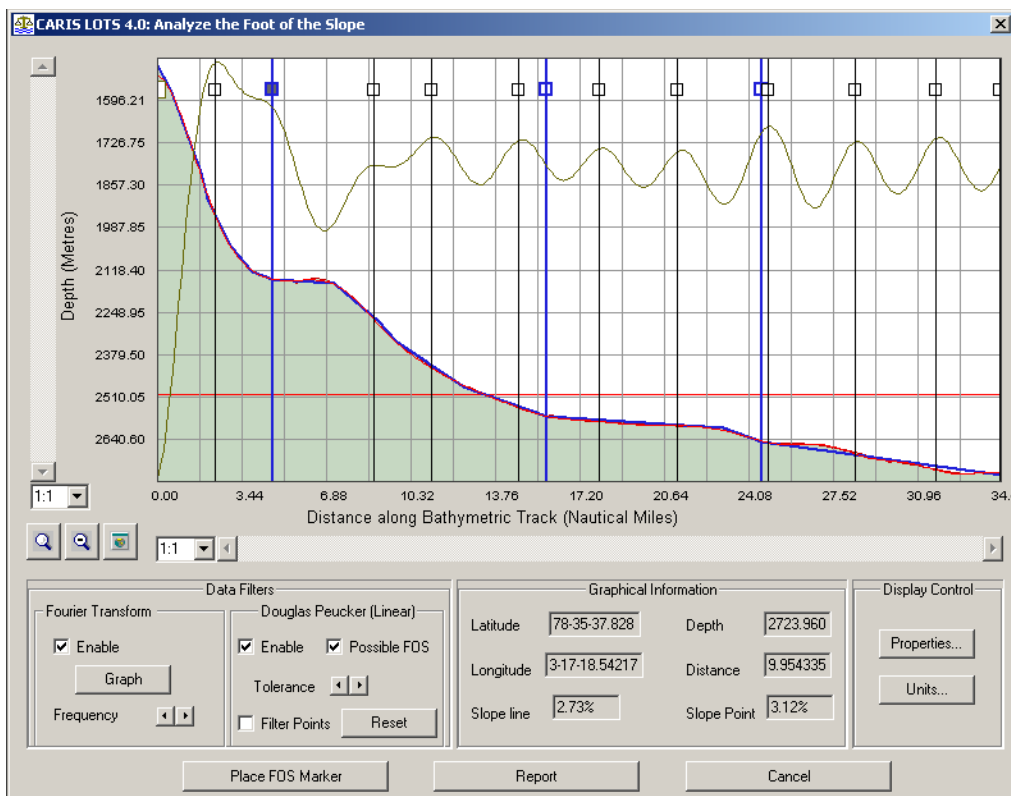 CARIS LOTS 4.0: Analyze the Foot of the Slope
Depth (Metres)
1596.21
1726.75
1857.30
1987.85
2118.40
2248.95
2379.50
2510.05
2640.60
0.00 3.44 6.88 10.32 13.76 17.20 20.64 24.08 27.52 30.96 34.
Distance along Bathymetric Track (Nautical Miles)
1:1
1:1
Data Filters
Fourier Transform
Enable
Graph
Frequency
Douglas Peucker (Linear)
Enable Possible FOS
Tolerance
Filter Points Reset
Graphical Information
Latitude 78-35-37.828 Depth 2723.960
Longitude 3-17-18.54217 Distance 9.954335
Slope line 2.73% Slope Point 3.12%
Display Control
Properties...
Units...
Place FOS Marker Report Cancel